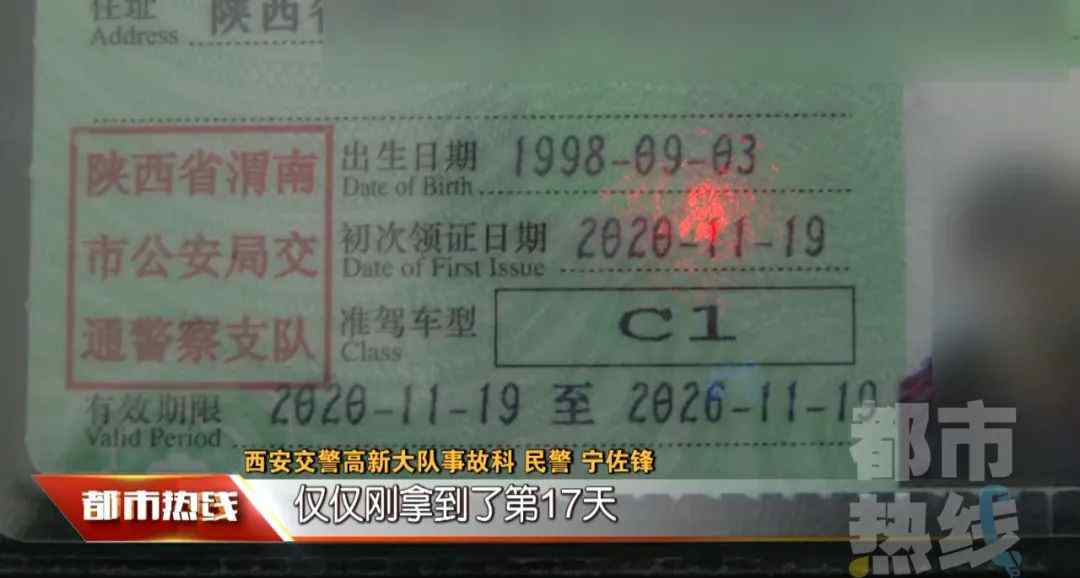 住址 陕西省
Address
陕西省渭南
市公安局交
通警察支队
出生日期 1998-09-03
Date of Birth
初次领证日期 2020-11-19
Date of First Issue
准驾车型 C1
Class
有效期限 2020-11-19 至 2026-11-19
Valid Period
西安交警高新大队事故科 民警 宁佐锋
都市热线 仅仅刚拿到了第17天
都市
热线